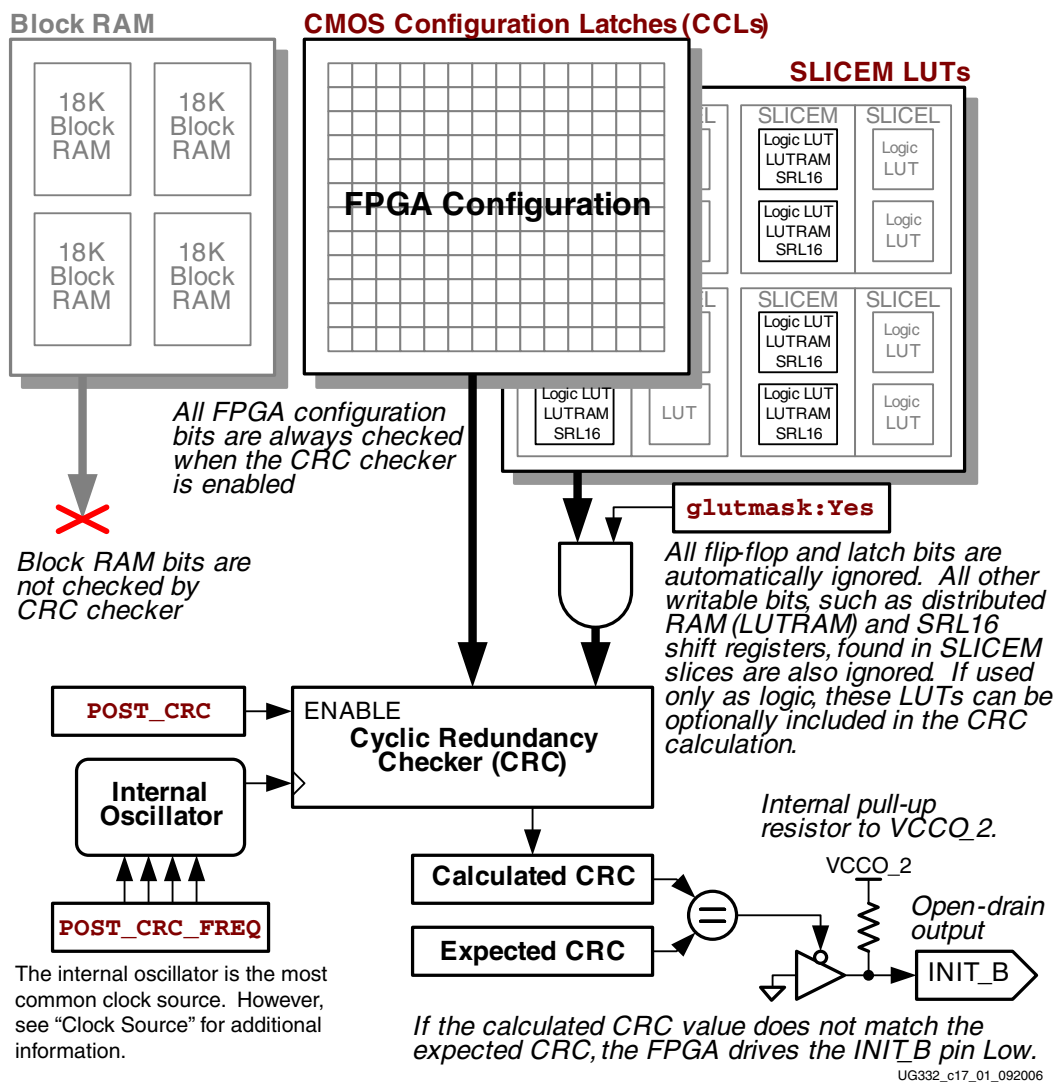 Block RAM
CMOS Configuration Latches (CCLs)
SLICEM LUTs
18K
Block
RAM
18K
Block
RAM
18K
Block
RAM
18K
Block
RAM
FPGA Configuration
EL
SLICEM
SLICEL
Logic LUT
LUTRAM
SRL16
Logic
LUT
Logic LUT
LUTRAM
SRL16
Logic
LUT
EL
SLICEM
SLICEL
Logic LUT
LUTRAM
SRL16
Logic
LUT
Logic LUT
LUTRAM
SRL16
LUT
Logic LUT
LUTRAM
SRL16
Logic
LUT
All FPGA configuration
bits are always checked
when the CRC checker
is enabled
Block RAM bits are
not checked by
CRC checker
glutmask:Yes
All flip-flop and latch bits are
automatically ignored. All other
writable bits, such as distributed
RAM (LUTRAM) and SRL16
shift registers, found in SLICEM
slices are also ignored. If used
only as logic, these LUTs can be
optionally included in the CRC
calculation.
POST_CRC
ENABLE
Cyclic Redundancy
Checker (CRC)
Internal
Oscillator
POST_CRC_FREQ
The internal oscillator is the most
common clock source. However,
see “Clock Source” for additional
information.
Calculated CRC
Expected CRC
=
Internal pull-up
resistor to VCCO_2.
VCCO_2
Open-drain
output
INIT_B
If the calculated CRC value does not match the
expected CRC, the FPGA drives the INIT_B pin Low.
UG332_c17_01_092006